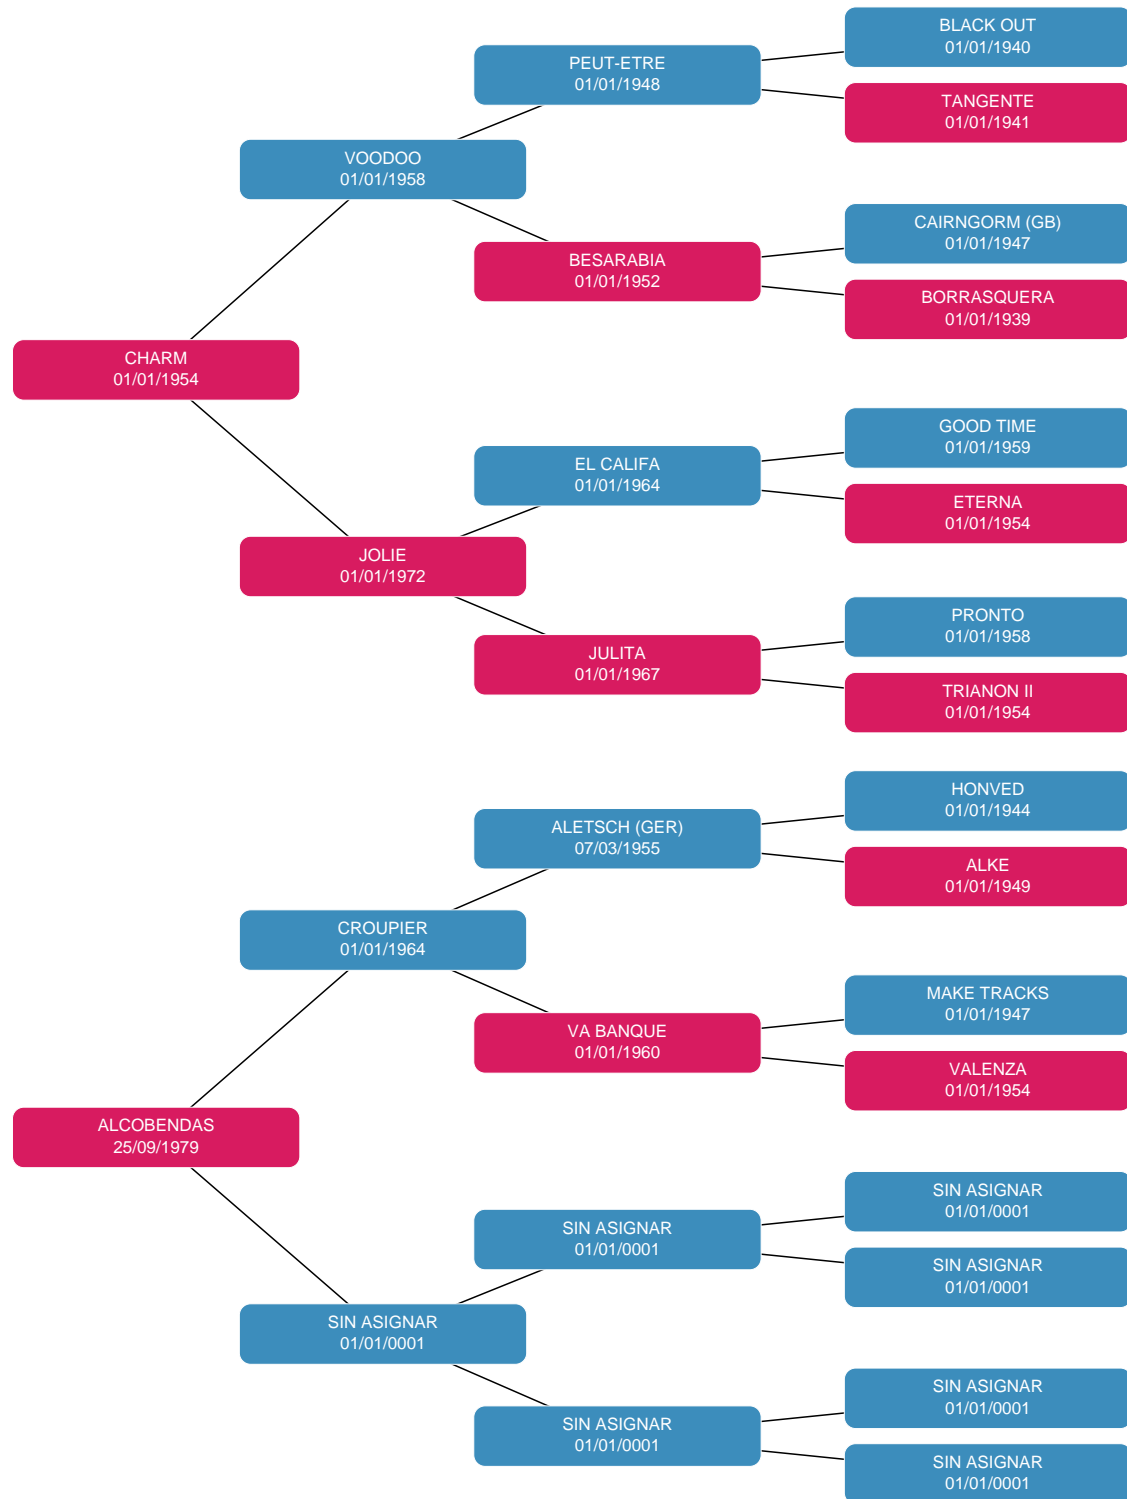 BLACK OUT
01/01/1940
PEUT-ETRE
01/01/1948
TANGENTE
01/01/1941
VOODOO
01/01/1958
CAIRNGORM (GB)
01/01/1947
BESARABIA
01/01/1952
BORRASQUERA
01/01/1939
CHARM
01/01/1954
GOOD TIME
01/01/1959
EL CALIFA
01/01/1964
ETERNA
01/01/1954
JOLIE
01/01/1972
PRONTO
01/01/1958
JULITA
01/01/1967
TRIANON II
01/01/1954
HONVED
01/01/1944
ALETSCH (GER)
07/03/1955
ALKE
01/01/1949
CROUPIER
01/01/1964
MAKE TRACKS
01/01/1947
VA BANQUE
01/01/1960
VALENZA
01/01/1954
ALCOBENDAS
25/09/1979
SIN ASIGNAR
01/01/0001
SIN ASIGNAR
01/01/0001
SIN ASIGNAR
01/01/0001
SIN ASIGNAR
01/01/0001
SIN ASIGNAR
01/01/0001
SIN ASIGNAR
01/01/0001
SIN ASIGNAR
01/01/0001